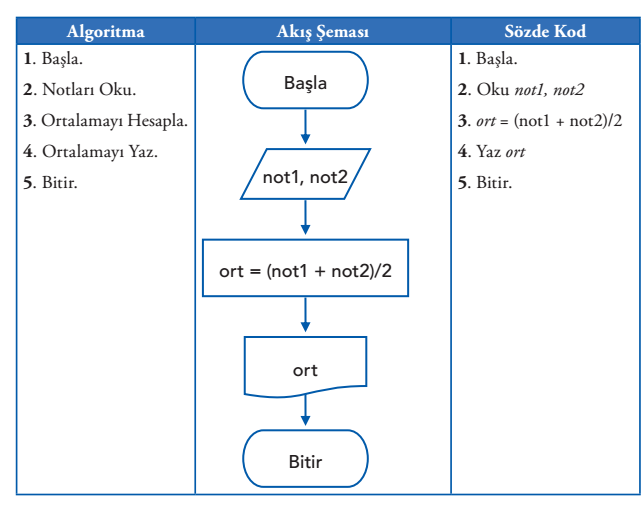 Algoritma
1. Başla.
2. Notları Oku.
3. Ortalamayı Hesapla.
4. Ortalamayı Yaz.
5. Bitir.
Akış Şeması
Başla
not1, not2
ort = (not1 + not2)/2
ort
Bitir
Sözde Kod
1. Başla.
2. Oku not1, not2
3. ort = (not1 + not2)/2
4. Yaz ort
5. Bitir.